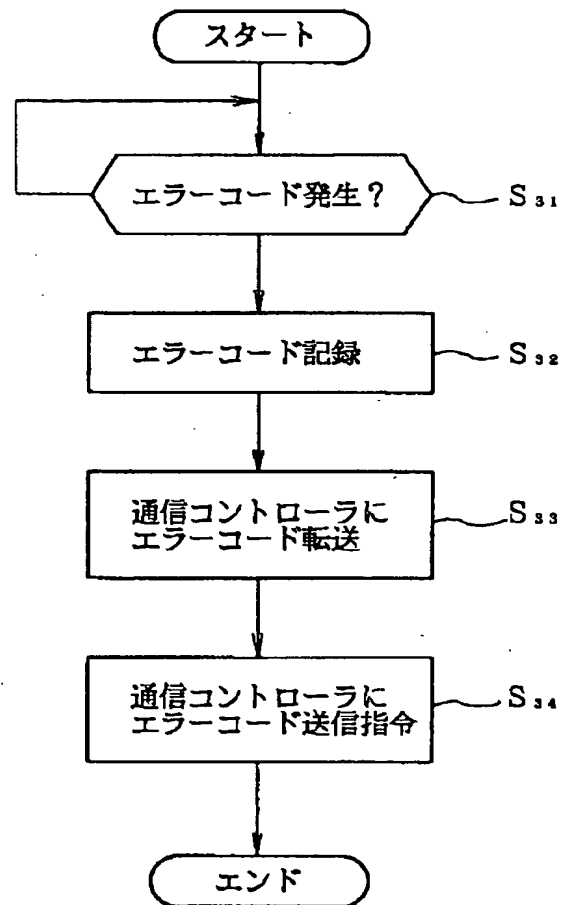 スタート
エラーコード発生？
S₃₁
エラーコード記録
S₃₂
通信コントローラに
エラーコード転送
S₃₃
通信コントローラに
エラーコード送信指令
S₃₄
エンド